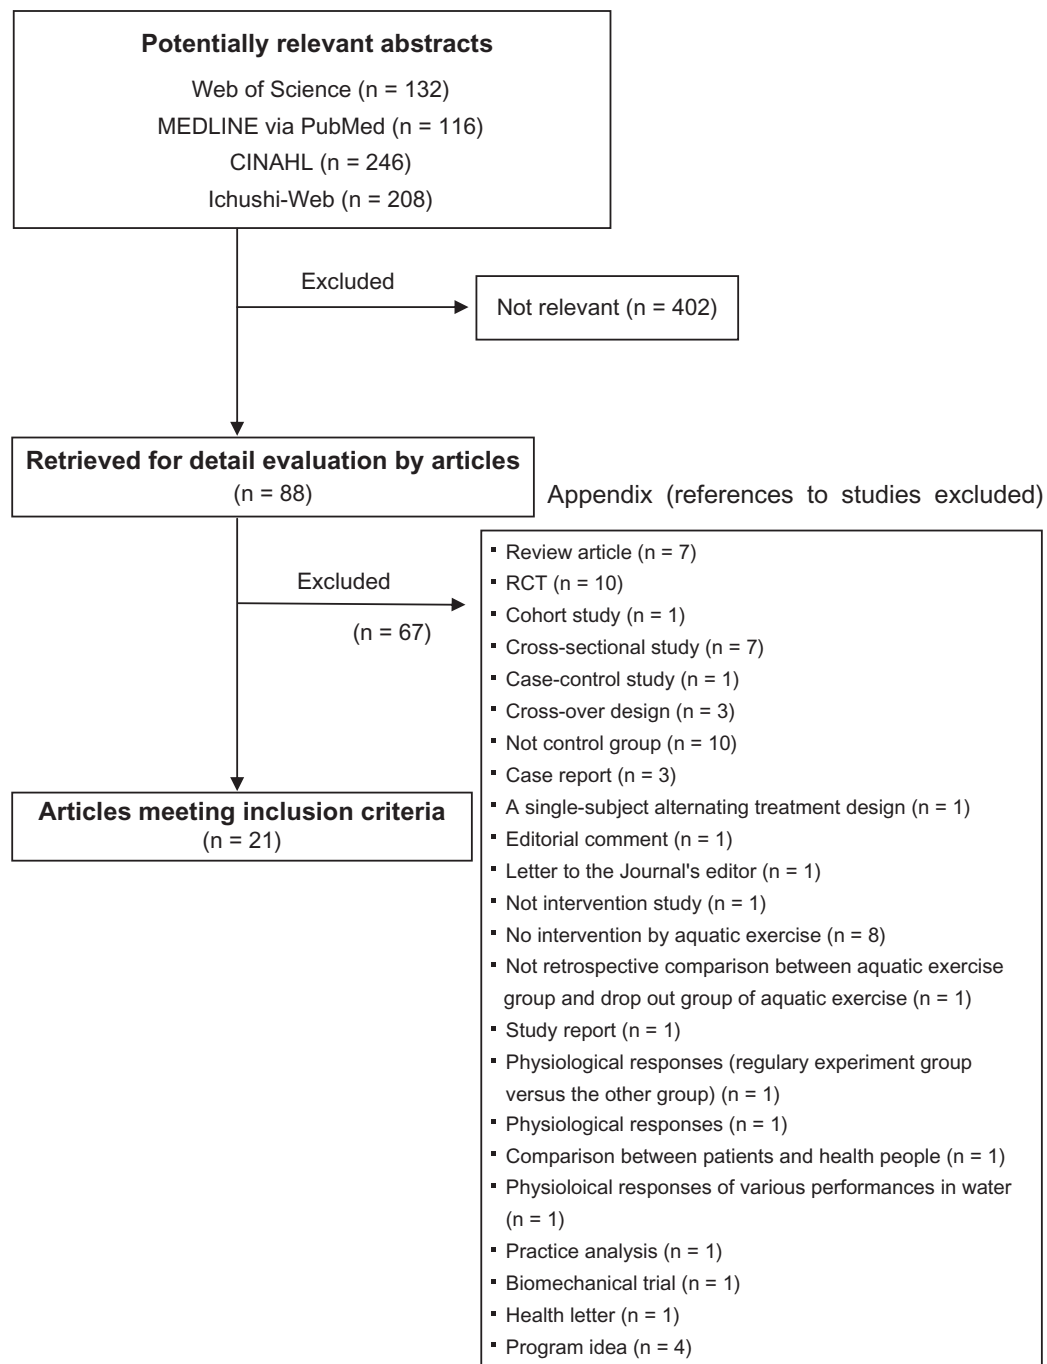 Potentially relevant abstracts
Web of Science (n = 132)
MEDLINE via PubMed (n = 116)
CINAHL (n = 246)
Ichushi-Web (n = 208)
Excluded
Not relevant (n = 402)
Retrieved for detail evaluation by articles
(n = 88)
Appendix (references to studies excluded)
Excluded
(n = 67)
▪ Review article (n = 7)
▪ RCT (n = 10)
▪ Cohort study (n = 1)
▪ Cross-sectional study (n = 7)
▪ Case-control study (n = 1)
▪ Cross-over design (n = 3)
▪ Not control group (n = 10)
▪ Case report (n = 3)
▪ A single-subject alternating treatment design (n = 1)
▪ Editorial comment (n = 1)
▪ Letter to the Journal's editor (n = 1)
▪ Not intervention study (n = 1)
▪ No intervention by aquatic exercise (n = 8)
▪ Not retrospective comparison between aquatic exercise
group and drop out group of aquatic exercise (n = 1)
▪ Study report (n = 1)
▪ Physiological responses (regulary experiment group
versus the other group) (n = 1)
▪ Physiological responses (n = 1)
▪ Comparison between patients and health people (n = 1)
▪ Physioloical responses of various performances in water
(n = 1)
▪ Practice analysis (n = 1)
▪ Biomechanical trial (n = 1)
▪ Health letter (n = 1)
▪ Program idea (n = 4)
Articles meeting inclusion criteria
(n = 21)